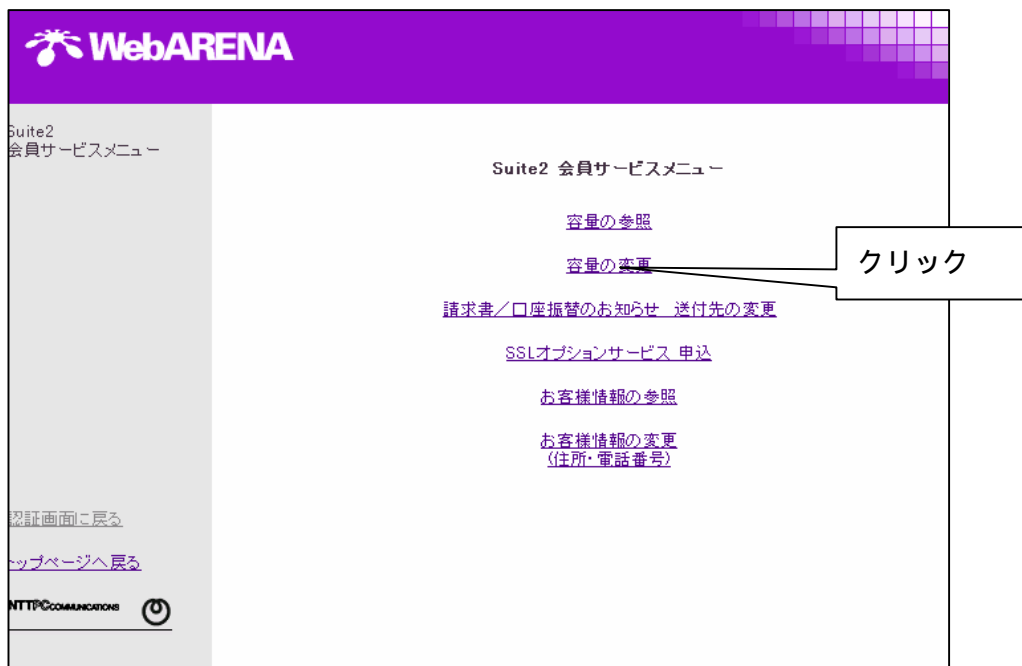 WebARENA
Suite2
会員サービスメニュー
Suite2 会員サービスメニュー
容量の参照
容量の変更
クリック
請求書/口座振替のお知らせ 送付先の変更
SSLオプションサービス 申込
お客様情報の参照
お客様情報の変更
(住所・電話番号)
認証画面に戻る
トップページへ戻る
NTTPCCOMMUNICATIONS